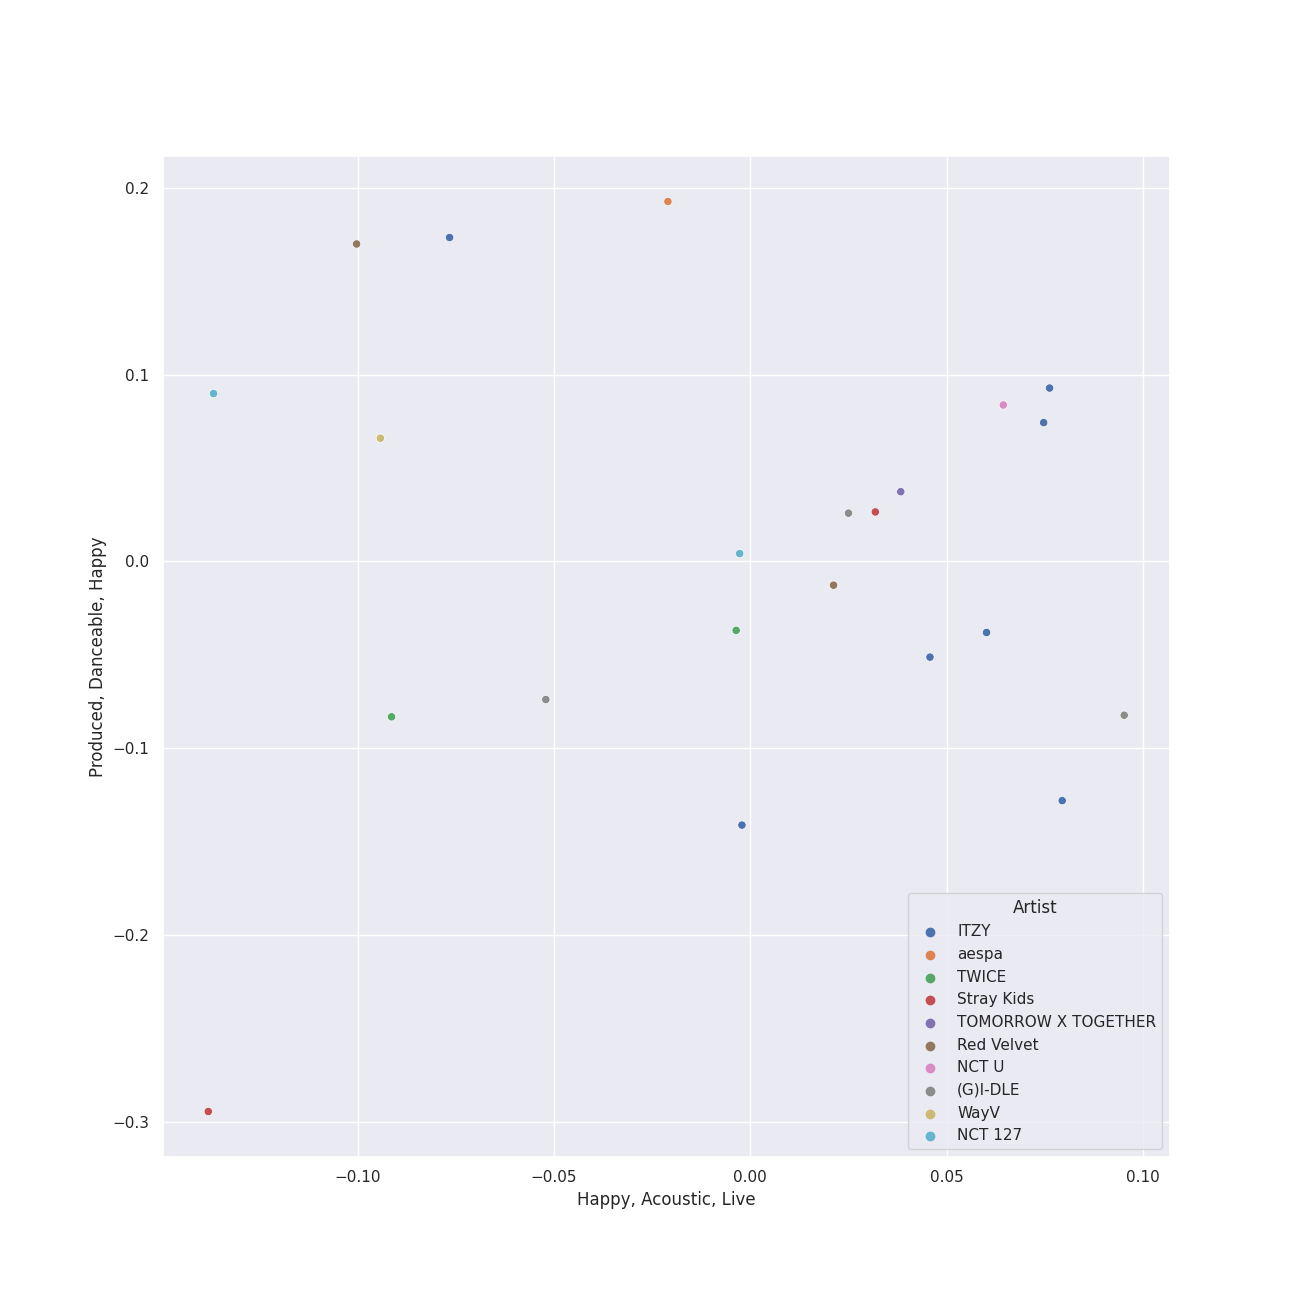 0.2
0.1
0.0
−0.1
−0.2
−0.3
Produced, Danceable, Happy
−0.10
−0.05
0.00
0.05
0.10
Happy, Acoustic, Live
Artist
ITZY
aespa
TWICE
Stray Kids
TOMORROW X TOGETHER
Red Velvet
NCT U
(G)I-DLE
WayV
NCT 127